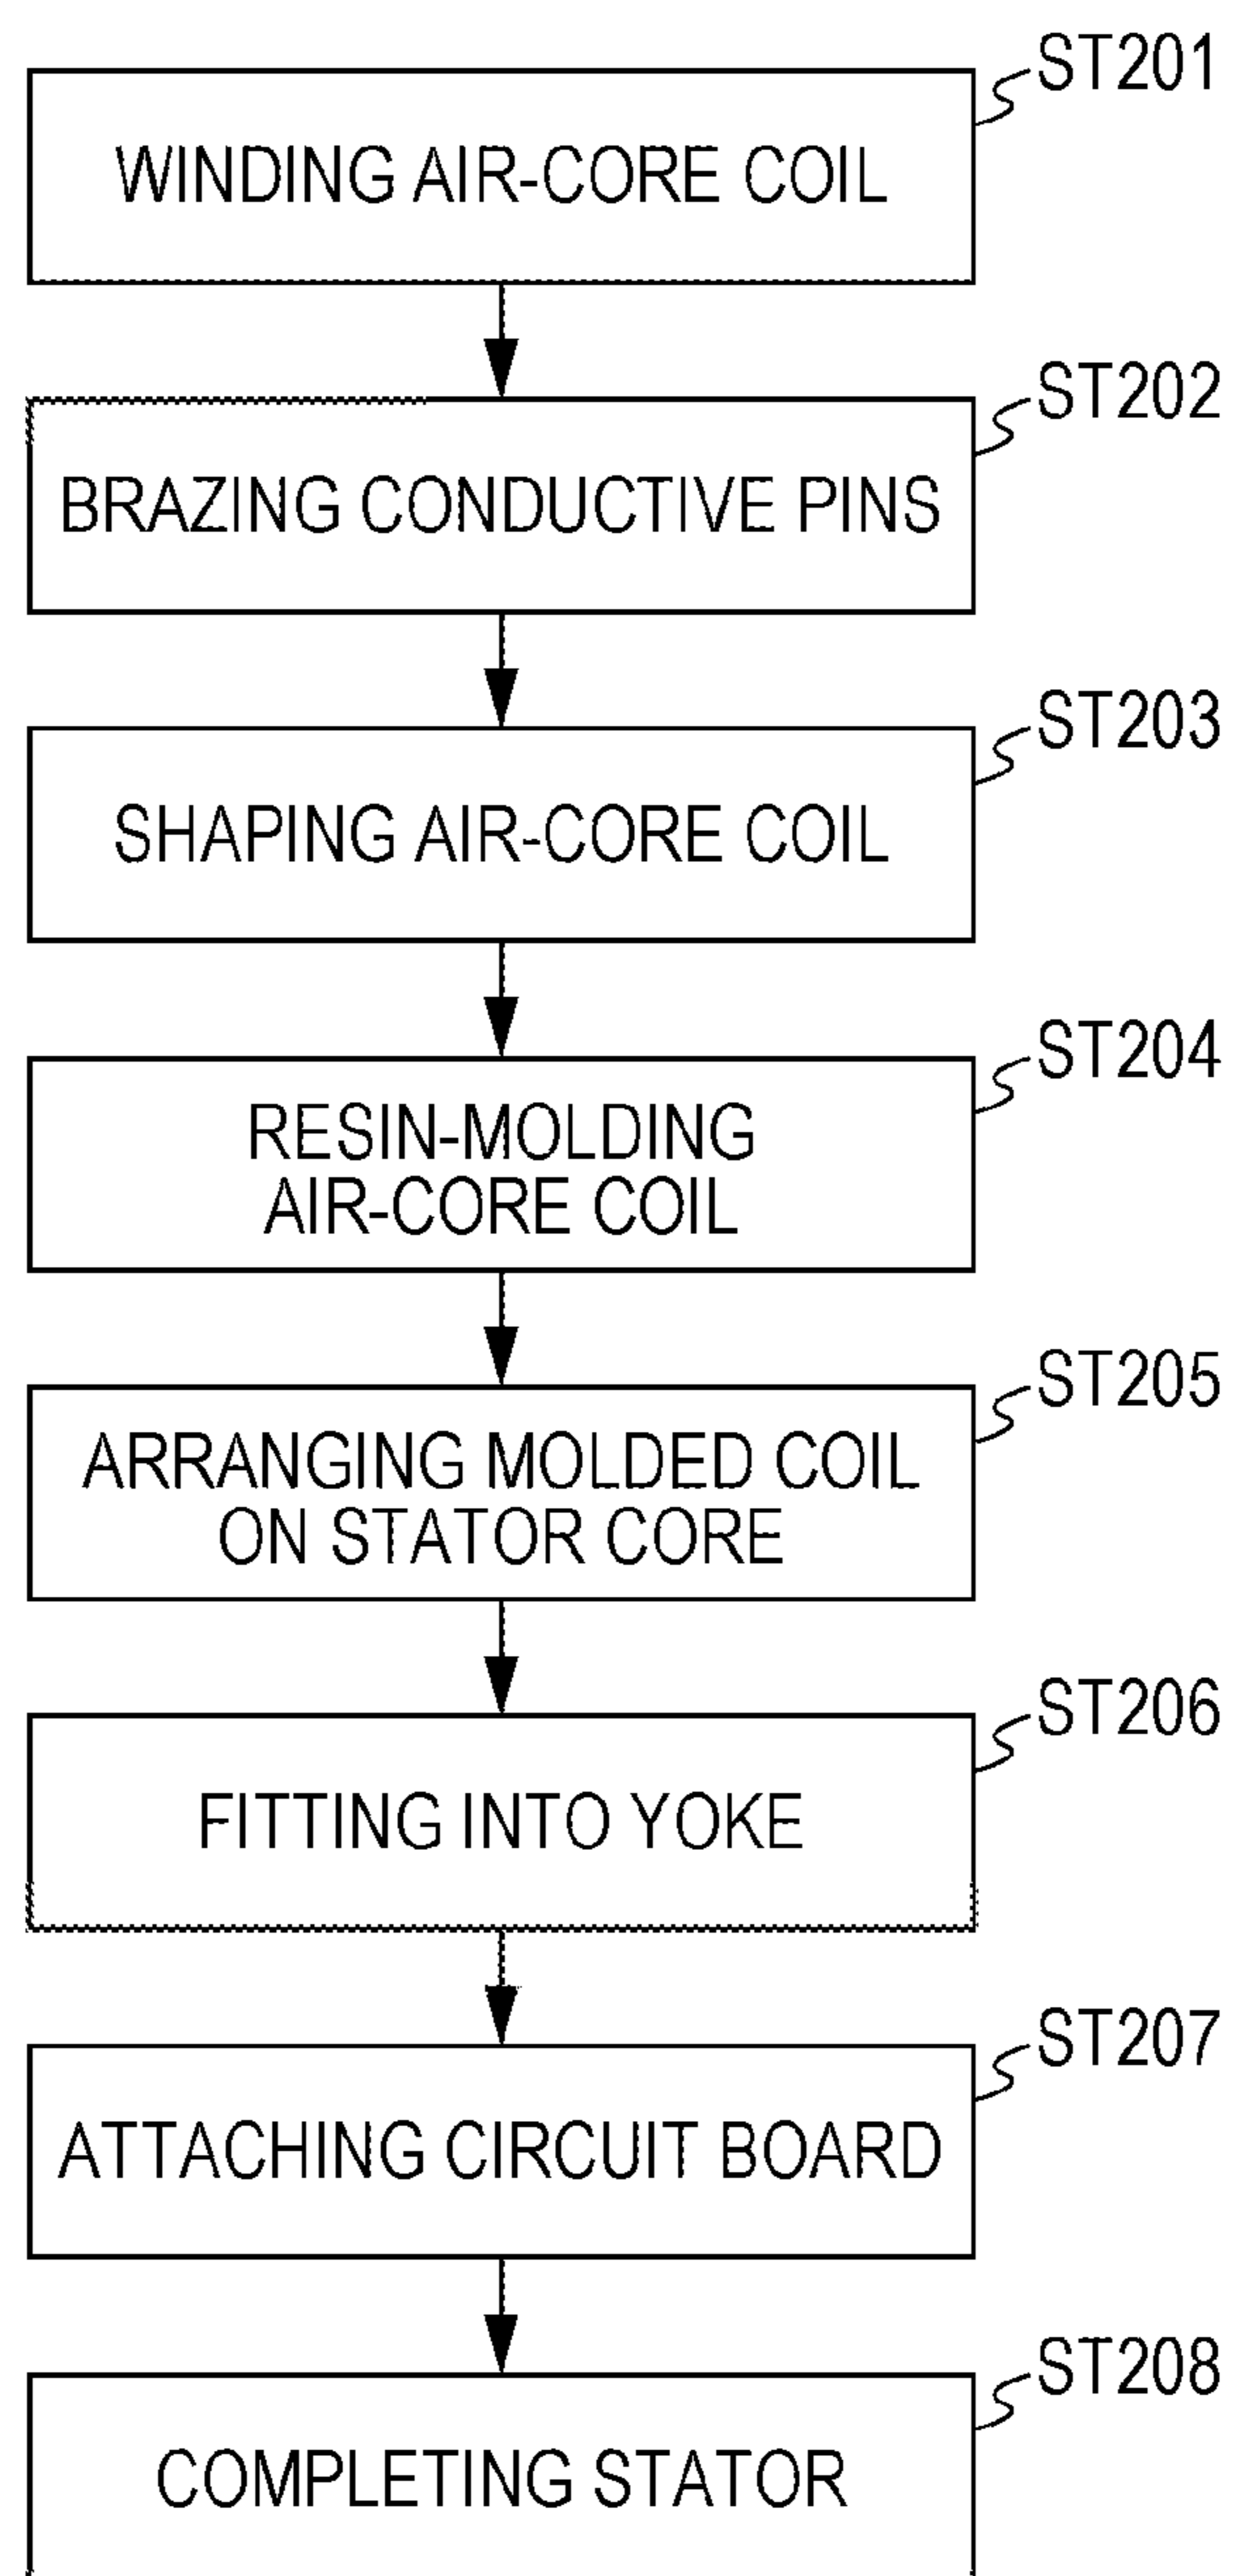 ST201
WINDING AIR-CORE COIL
ST202
BRAZING CONDUCTIVE PINS
ST203
SHAPING AIR-CORE COIL
ST204
RESIN-MOLDING
AIR-CORE COIL
ST205
ARRANGING MOLDED COIL
ON STATOR CORE
ST206
FITTING INTO YOKE
ST207
ATTACHING CIRCUIT BOARD
ST208
COMPLETING STATOR